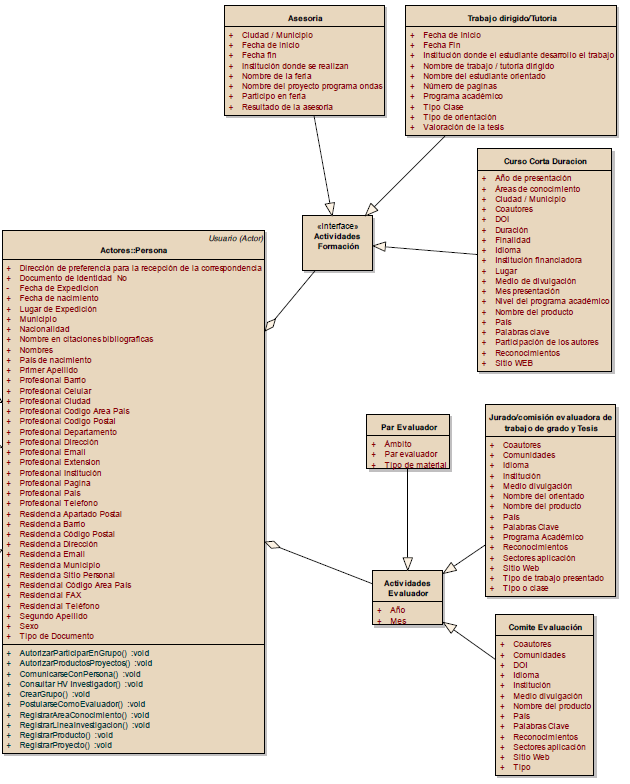 Asesoria
+ Ciudad / Municipio
+ Fecha de inicio
+ Fecha fin
+ Institución donde se realizan
+ Nombre de la feria
+ Nombre del proyecto programa ondas
+ Participo en feria
+ Resultado de la asesoría
Trabajo dirigido/Tutoria
+ Fecha de Inicio
+ Fecha Fin
+ Institución donde el estudiante desarrollo el trabajo
+ Nombre de trabajo / tutoria dirigido
+ Nombre del estudiante orientado
+ Número de paginas
+ Programa académico
+ Tipo Clase
+ Tipo de orientación
+ Valoración de la tesis
Curso Corta Duracion
+ Año de presentación
+ Áreas de conocimiento
+ Ciudad / Municipio
+ Coautores
+ DOI
+ Duración
+ Finalidad
+ Idioma
+ Institución financiadora
+ Lugar
+ Medio de divulgación
+ Mes presentación
+ Nivel del programa académico
+ Nombre del producto
+ País
+ Palabras clave
+ Participación de los autores
+ Reconocimientos
+ Sitio WEB
«interface»
Actividades
Formación
Usuario (Actor)
Actores::Persona
+ Dirección de preferencia para la recepción de la correspondencia
+ Documento de Identidad No
- Fecha de Expedicion
+ Fecha de nacimiento
+ Lugar de Expedición
+ Municipio
+ Nacionalidad
+ Nombre en citaciones bibliograficas
+ Nombres
+ País de nacimiento
+ Primer Apellido
+ Profesional Barrio
+ Profesional Celular
+ Profesional Ciudad
+ Profesional Codigo Area País
+ Profesional Codigo Postal
+ Profesional Departamento
+ Profesional Dirección
+ Profesional Email
+ Profesional Extension
+ Profesional Institución
+ Profesional Pagina
+ Profesional País
+ Profesional Telefono
+ Residencia Apartado Postal
+ Residencia Barrio
+ Residencia Código Postal
+ Residencia Dirección
+ Residencia Email
+ Residencia Municipio
+ Residencia Sitio Personal
+ Residencial Código Area País
+ Residencial FAX
+ Residencial Teléfono
+ Segundo Apellido
+ Sexo
+ Tipo de Documento
+ AutorizarParticiparEnGrupo() :void
+ AutorizarProductosProyectos() :void
+ ComunicarseConPersona() :void
+ Consultar HV Investigador() :void
+ CrearGrupo() :void
+ PostularseComoEvaluador() :void
+ RegistrarAreaConocimiento() :void
+ RegistrarLineaInvestigacion() :void
+ RegistrarProducto() :void
+ RegistrarProyecto() :void
Par Evaluador
+ Ámbito
+ Par evaluador
+ Tipo de material
Jurado/comisión evaluadora de
trabajo de grado y Tesis
+ Coautores
+ Comunidades
+ Idioma
+ Institución
+ Medio divulgación
+ Nombre del orientado
+ Nombre del producto
+ País
+ Palabras Clave
+ Programa Académico
+ Reconocimientos
+ Sectores aplicación
+ Sitio Web
+ Tipo de trabajo presentado
+ Tipo o clase
Actividades
Evaluador
+ Año
+ Mes
Comite Evaluación
+ Coautores
+ Comunidades
+ DOI
+ Idioma
+ Institución
+ Medio divulgación
+ Nombre del producto
+ País
+ Palabras Clave
+ Reconocimientos
+ Sectores aplicación
+ Sitio Web
+ Tipo